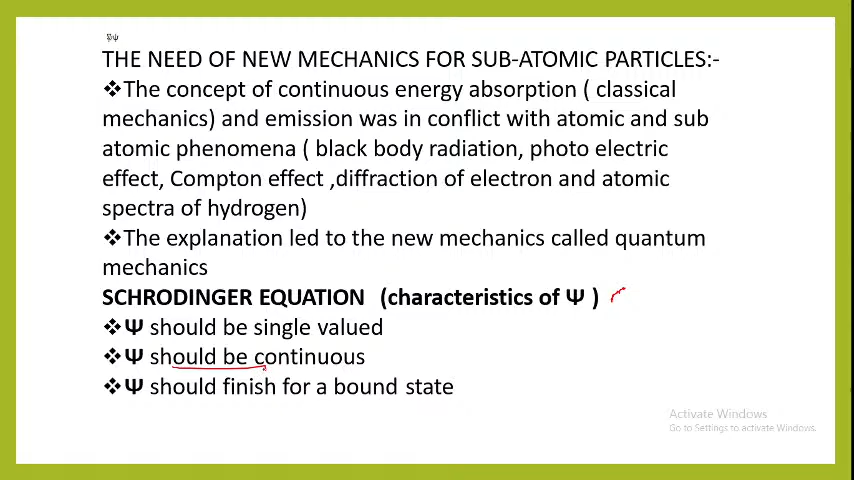 THE NEED OF NEW MECHANICS FOR SUB-ATOMIC PARTICLES:-
❖The concept of continuous energy absorption ( classical
mechanics) and emission was in conflict with atomic and sub
atomic phenomena ( black body radiation, photo electric
effect, Compton effect ,diffraction of electron and atomic
spectra of hydrogen)
❖The explanation led to the new mechanics called quantum
mechanics
SCHRODINGER EQUATION (characteristics of Ψ )
❖Ψ should be single valued
❖Ψ should be continuous
❖Ψ should finish for a bound state
Activate Windows
Go to Settings to activate Windows.